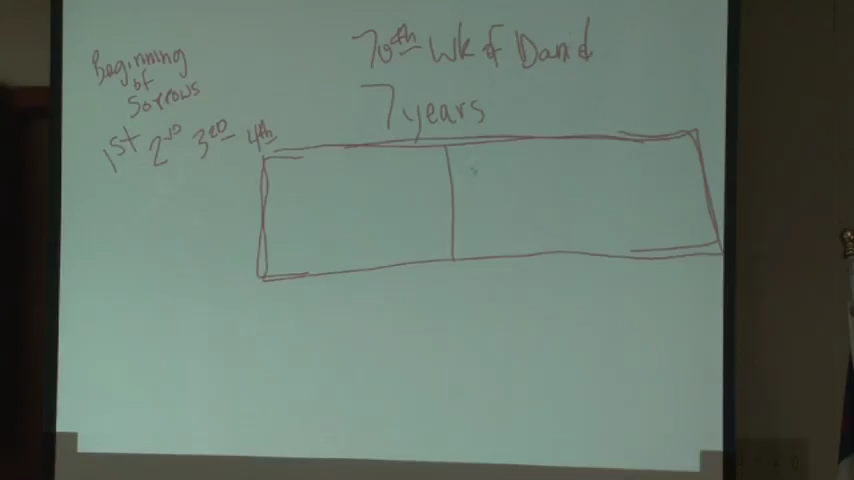 Beginning
of
Sorrows
1st 2nd 3rd 4th
70th Wk of Daniel
7 years